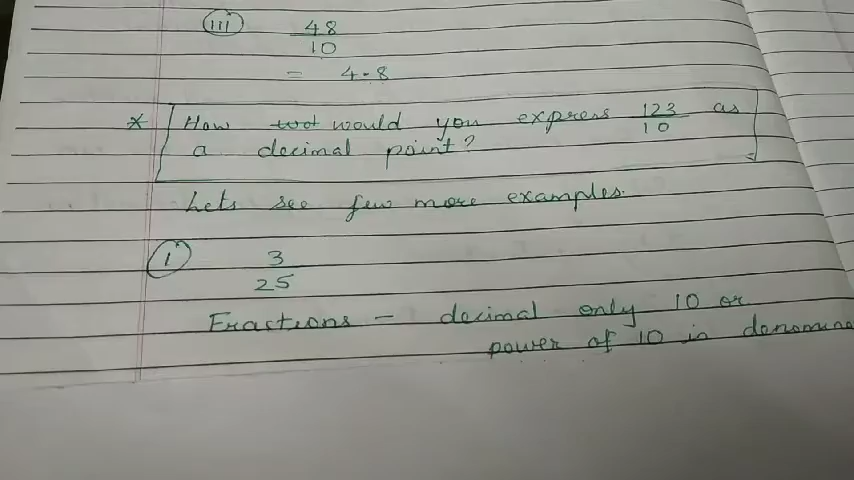 (iii) 48
10
= 4.8
* How would you express 123 as
10
a decimal point?
Lets see few more examples.
(i) 3
25
Fractions - decimal only 10 or
power of 10 in denomina